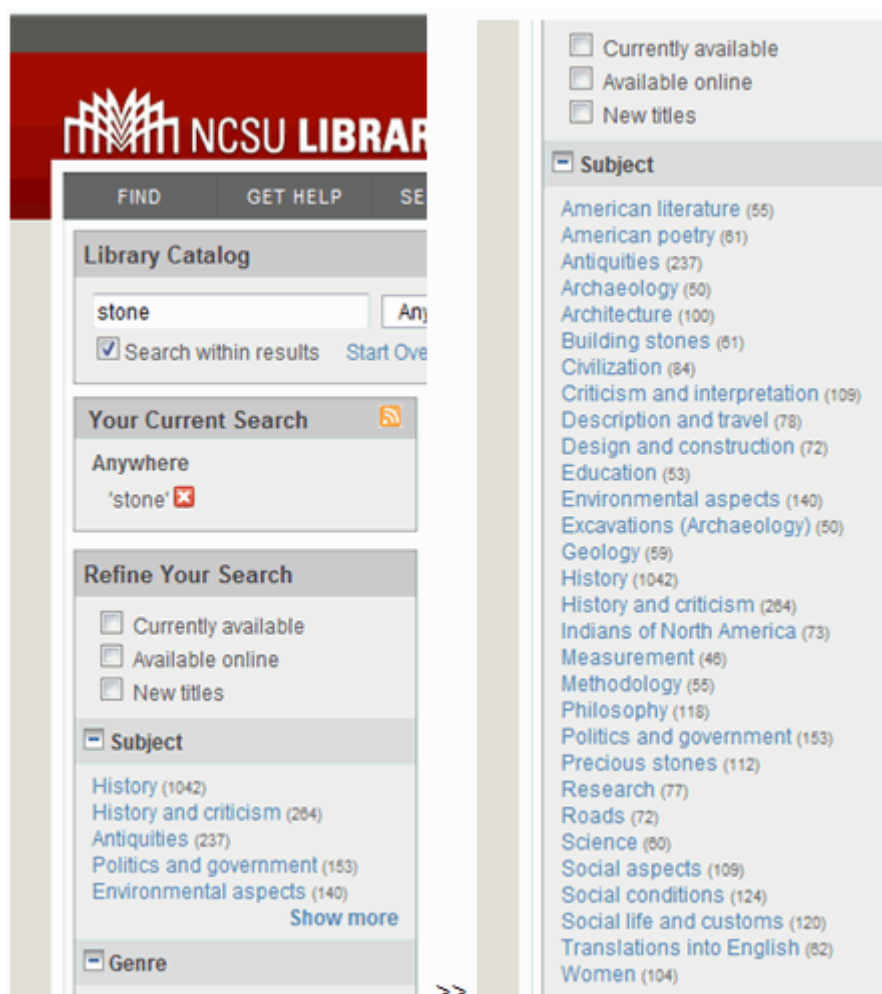 NCSU LIBRAR
FIND GET HELP SE
Library Catalog
stone Any
Search within results Start Ove
Your Current Search
Anywhere
'stone'
Refine Your Search
Currently available
Available online
New titles
Subject
History (1042)
History and criticism (264)
Antiquities (237)
Politics and government (153)
Environmental aspects (140)
Show more
Genre
>>
Currently available
Available online
New titles
Subject
American literature (55)
American poetry (61)
Antiquities (237)
Archaeology (50)
Architecture (100)
Building stones (61)
Civilization (84)
Criticism and interpretation (109)
Description and travel (78)
Design and construction (72)
Education (53)
Environmental aspects (140)
Excavations (Archaeology) (50)
Geology (59)
History (1042)
History and criticism (264)
Indians of North America (73)
Measurement (46)
Methodology (55)
Philosophy (118)
Politics and government (153)
Precious stones (112)
Research (77)
Roads (72)
Science (60)
Social aspects (109)
Social conditions (124)
Social life and customs (120)
Translations into English (62)
Women (104)